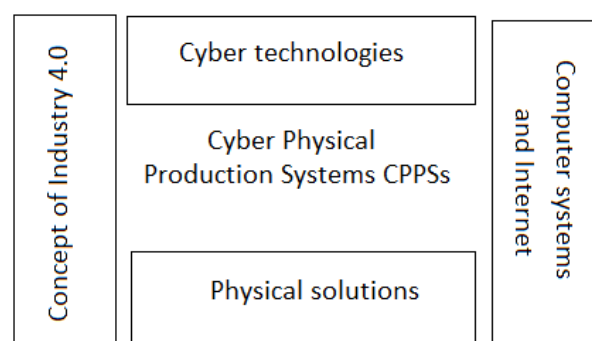 Concept of Industry 4.0
Cyber technologies
Cyber Physical
Production Systems CPPSs
Physical solutions
Computer systems
and Internet